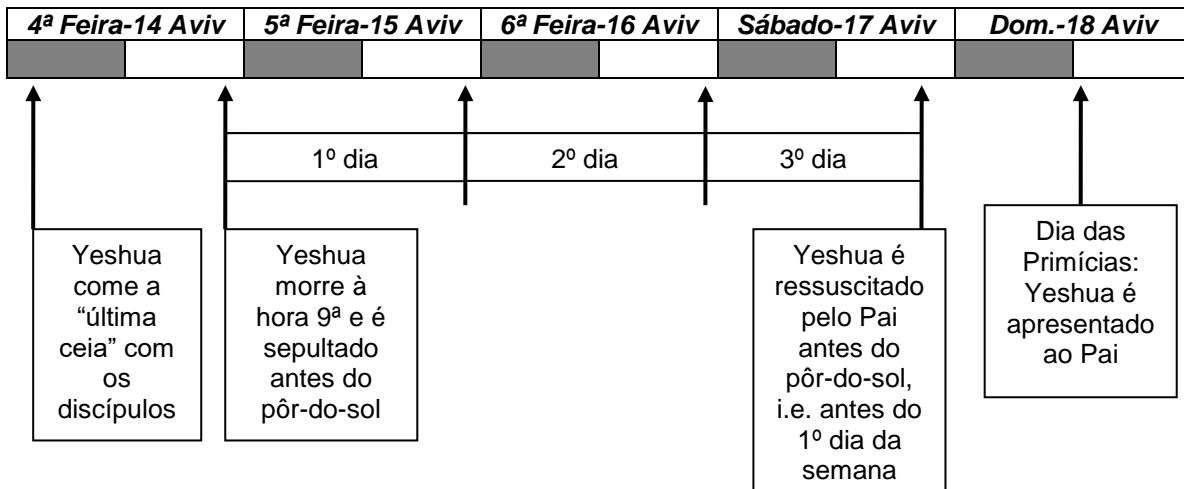 4ª Feira-14 Aviv 5ª Feira-15 Aviv 6ª Feira-16 Aviv Sábado-17 Aviv Dom.-18 Aviv
1º dia 2º dia 3º dia
Yeshua
come a
“última
ceia” com
os
discípulos
Yeshua
morre à
hora 9ª e é
sepultado
antes do
pôr-do-sol
Yeshua é
ressuscitado
pelo Pai
antes do
pôr-do-sol,
i.e. antes do
1º dia da
semana
Dia das
Primícias:
Yeshua é
apresentado
ao Pai